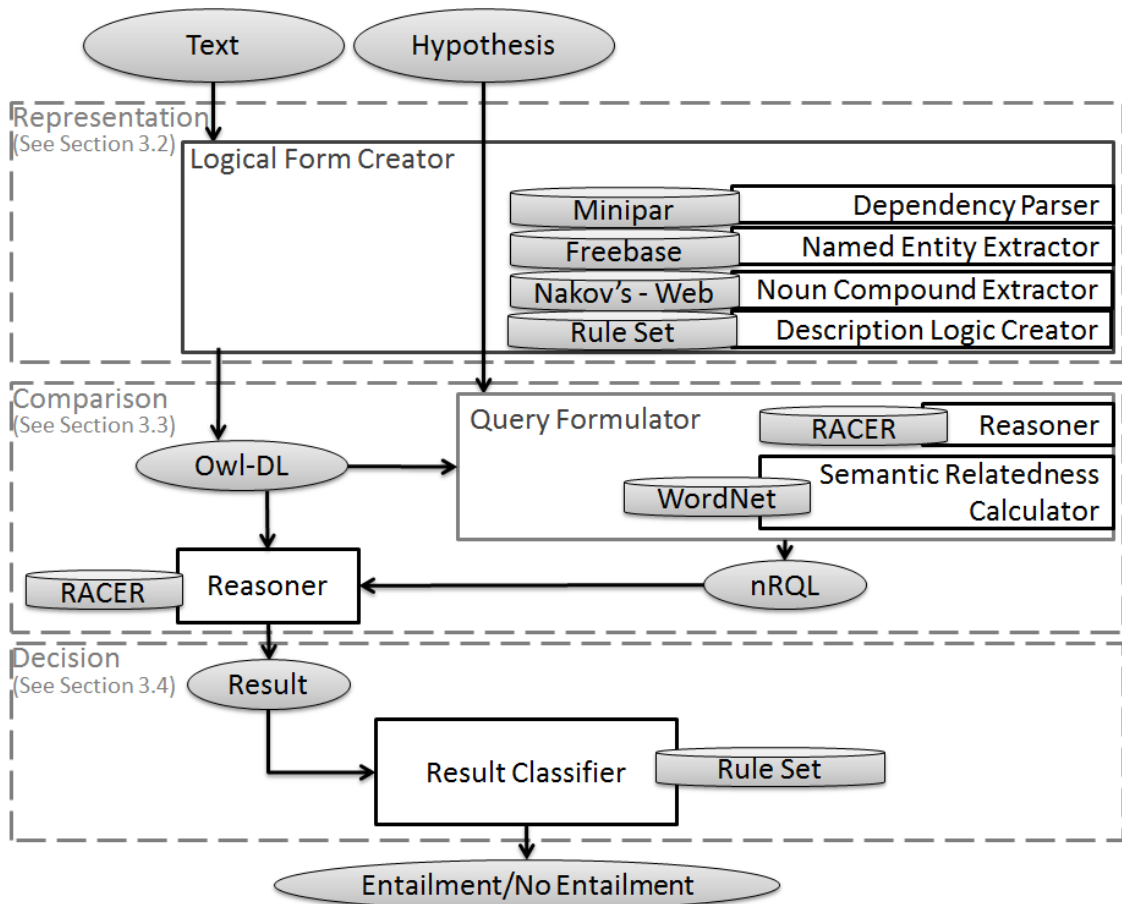 Text
Hypothesis
Representation
(See Section 3.2)
Logical Form Creator
Minipar
Dependency Parser
Freebase
Named Entity Extractor
Nakov's - Web
Noun Compound Extractor
Rule Set
Description Logic Creator
Comparison
(See Section 3.3)
Query Formulator
RACER
Reasoner
Owl-DL
WordNet
Semantic Relatedness
Calculator
RACER
Reasoner
nRQL
Decision
(See Section 3.4)
Result
Result Classifier
Rule Set
Entailment/No Entailment